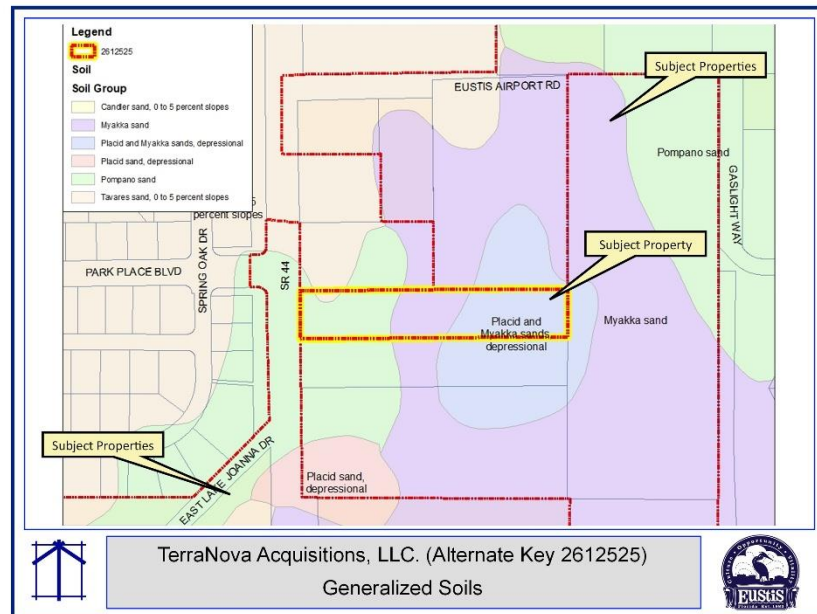 Legend
2612525
Soil
Soil Group
Candler sand, 0 to 5 percent slopes
Myakka sand
Placid and Myakka sands, depressional
Placid sand, depressional
Pompano sand
Tavares sand, 0 to 5 percent slopes
5
percent slopes
EUSTIS AIRPORT RD
Subject Properties
Pompano sand
GASLIGHT WAY
Subject Property
SPRING OAK DR
SR 44
PARK PLACE BLVD
Placid and
Myakka sands,
depressional
Myakka sand
Subject Properties
EAST LAKE JOANNA DR
Placid sand,
depressional
TerraNova Acquisitions, LLC. (Alternate Key 2612525)
Generalized Soils
EUSTIS